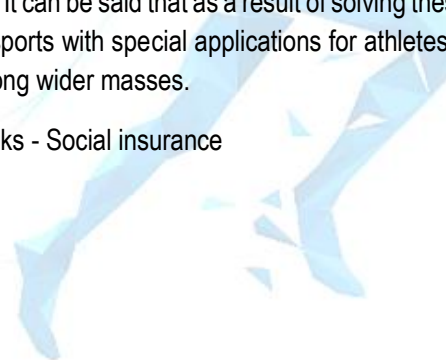 it can be said that as a result of solving thes
ports with special applications for athletes
ong wider masses.
ks - Social insurance